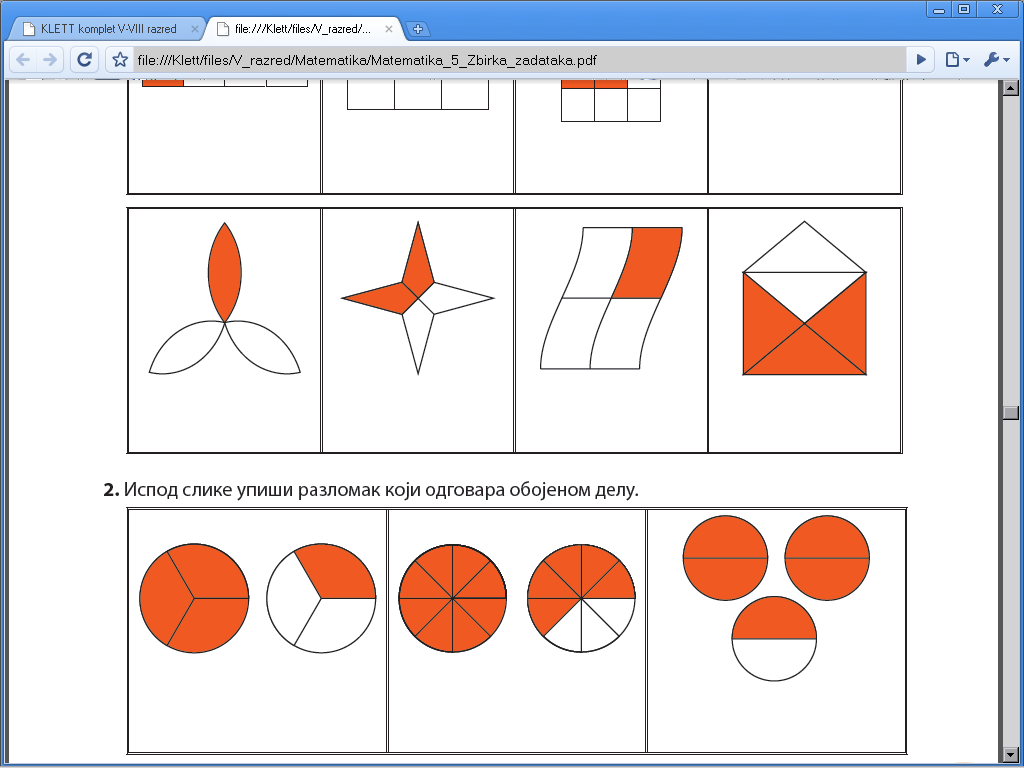 KLETT komplet V-VIII razred
file:///Klett/files/V_razred/...
file:///Klett/files/V_razred/Matematika/Matematika_5_Zbirka_zadataka.pdf
2. Испод слике упиши разломак који одговара обојеном делу.